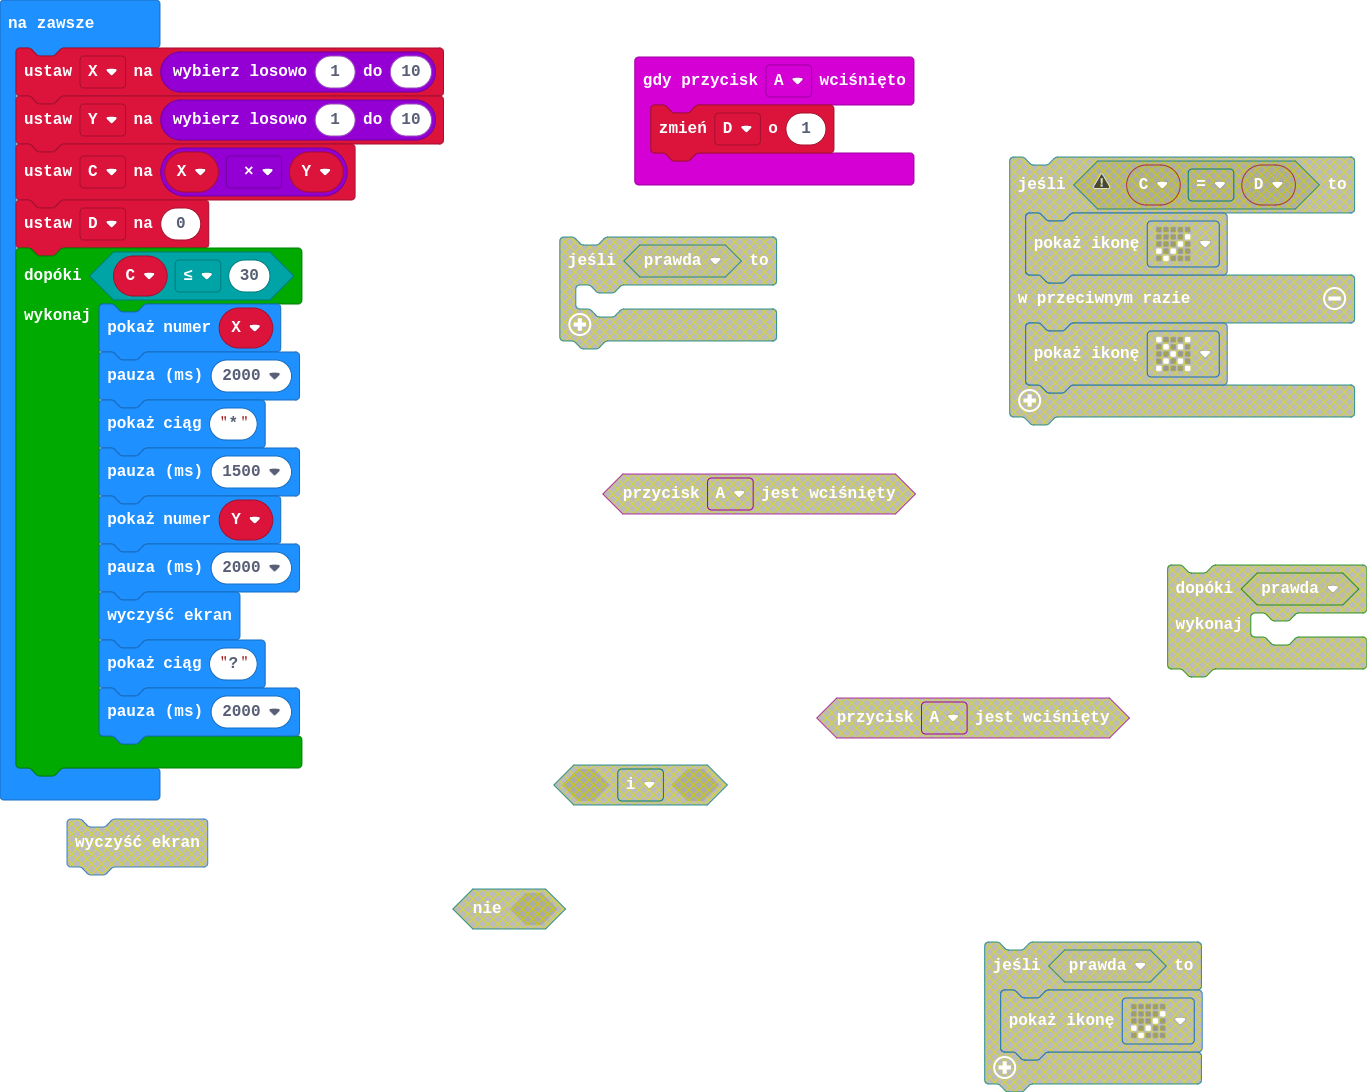 na zawsze
ustaw X na wybierz losowo 1 do 10
ustaw Y na wybierz losowo 1 do 10
ustaw C na X × Y
ustaw D na 0
dopóki C ≤ 30
wykonaj
pokaż numer X
pauza (ms) 2000
pokaż ciąg "*"
pauza (ms) 1500
pokaż numer Y
pauza (ms) 2000
wyczyść ekran
pokaż ciąg "?"
pauza (ms) 2000
wyczyść ekran
gdy przycisk A wciśnięto
zmień D o 1
jeśli prawda to
przycisk A jest wciśnięty
jeśli C = D to
pokaż ikonę
w przeciwnym razie
pokaż ikonę
dopóki prawda
wykonaj
przycisk A jest wciśnięty
i
nie
jeśli prawda to
pokaż ikonę